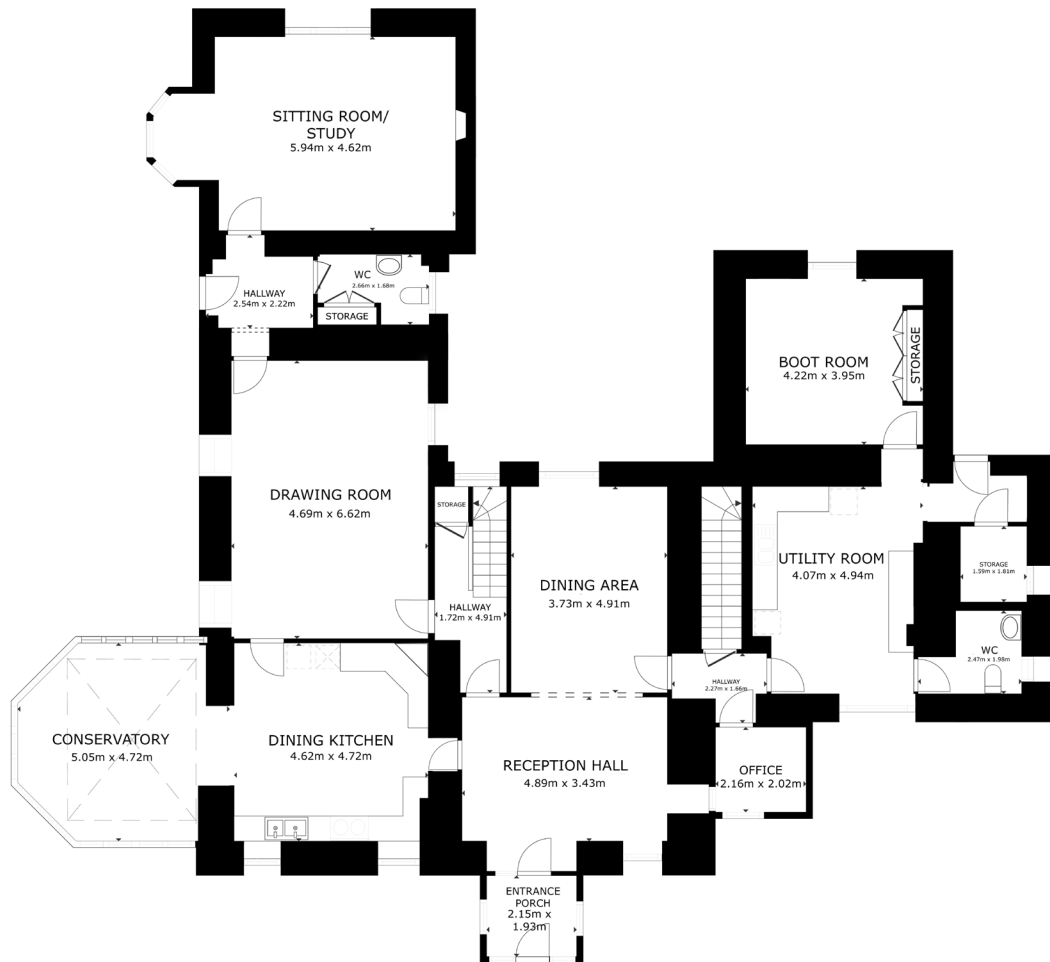 SITTING ROOM/
STUDY
5.94m x 4.62m
HALLWAY
2.54m x 2.22m
WC
2.66m x 1.68m
STORAGE
BOOT ROOM
4.22m x 3.95m
STORAGE
DRAWING ROOM
4.69m x 6.62m
STORAGE
HALLWAY
1.72m x 4.91m
DINING AREA
3.73m x 4.91m
UTILITY ROOM
4.07m x 4.94m
STORAGE
1.59m x 1.81m
WC
2.47m x 1.98m
HALLWAY
2.27m x 1.66m
CONSERVATORY
5.05m x 4.72m
DINING KITCHEN
4.62m x 4.72m
RECEPTION HALL
4.89m x 3.43m
OFFICE
2.16m x 2.02m
ENTRANCE
PORCH
2.15m x
1.93m